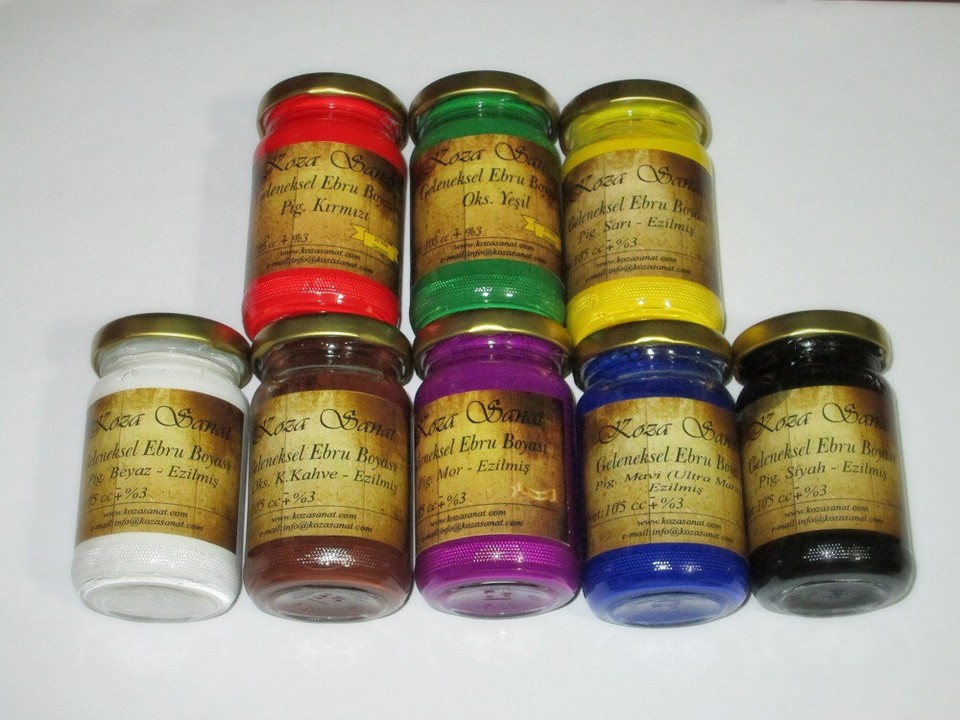 Koza Sanat
Geleneksel Ebru Boyası
Pig. Kırmızı
105 cc ∓ %3
www.kozasanat.com
e-mail:info@kozasanat.com
Koza Sanat
Geleneksel Ebru
Oks. Yeşil
105 cc ∓ %3
www.kozasanat.com
e-mail:info@kozasanat.com
Koza Sanat
Geleneksel Ebru Boyası
Pig. Sarı - Ezilmiş
105 cc ∓ %3
www.kozasanat.com
e-mail:info@kozasanat.com
Koza Sanat
Geleneksel Ebru Boyası
Pig. Beyaz - Ezilmiş
105 cc ∓ %3
www.kozasanat.com
e-mail:info@kozasanat.com
Koza Sanat
Geleneksel Ebru Boyası
Oks. K.Kahve - Ezilmiş
105 cc ∓ %3
www.kozasanat.com
e-mail:info@kozasanat.com
Koza Sanat
Geleneksel Ebru Boyası
Pig. Mor - Ezilmiş
105 cc ∓ %3
www.kozasanat.com
e-mail:info@kozasanat.com
Koza Sanat
Geleneksel Ebru
Pig. Mavi (Ultra
Ezilmiş
105 cc ∓ %3
www.kozasanat.com
e-mail:info@kozasanat.com
Koza Sanat
Geleneksel Ebru Boyası
Pig. Siyah - Ezilmiş
105 cc ∓ %3
www.kozasanat.com
e-mail:info@kozasanat.com